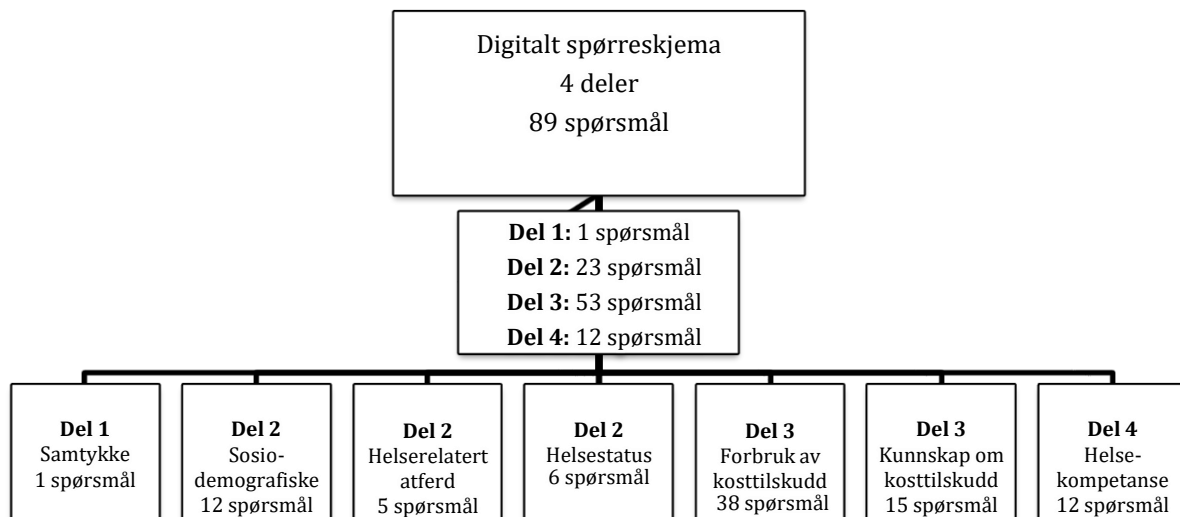 Digitalt spørreskjema
4 deler
89 spørsmål
Del 1: 1 spørsmål
Del 2: 23 spørsmål
Del 3: 53 spørsmål
Del 4: 12 spørsmål
Del 1
Samtykke
1 spørsmål
Del 2
Sosio-
demografiske
12 spørsmål
Del 2
Helserelatert
atferd
5 spørsmål
Del 2
Helsestatus
6 spørsmål
Del 3
Forbruk av
kosttilskudd
38 spørsmål
Del 3
Kunnskap om
kosttilskudd
15 spørsmål
Del 4
Helse-
kompetanse
12 spørsmål